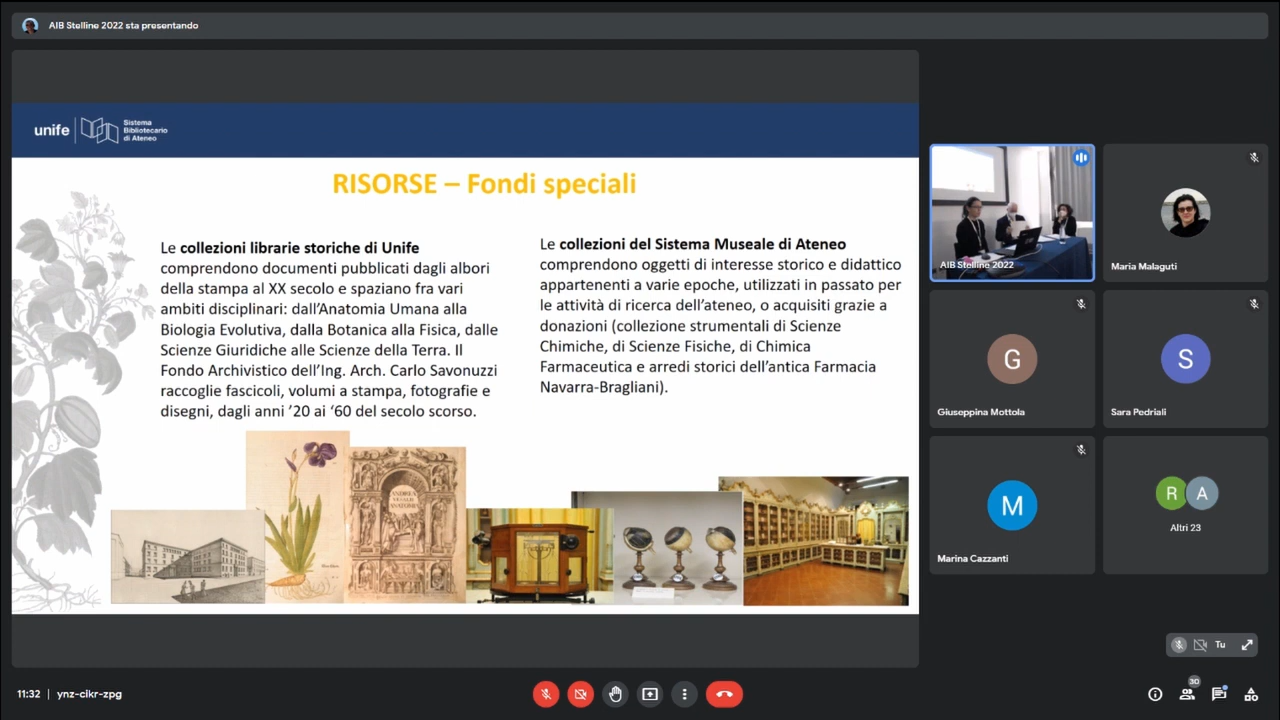 AIB Stelline 2022 sta presentando
unife
Sistema
Bibliotecario
di Ateneo
RISORSE – Fondi speciali
Le collezioni librarie storiche di Unife
comprendono documenti pubblicati dagli albori
della stampa al XX secolo e spaziano fra vari
ambiti disciplinari: dall’Anatomia Umana alla
Biologia Evolutiva, dalla Botanica alla Fisica, dalle
Scienze Giuridiche alle Scienze della Terra. Il
Fondo Archivistico dell’Ing. Arch. Carlo Savonuzzi
raccoglie fascicoli, volumi a stampa, fotografie e
disegni, dagli anni ’20 ai ‘60 del secolo scorso.
Le collezioni del Sistema Museale di Ateneo
comprendono oggetti di interesse storico e didattico
appartenenti a varie epoche, utilizzati in passato per
le attività di ricerca dell’ateneo, o acquisiti grazie a
donazioni (collezione strumentali di Scienze
Chimiche, di Scienze Fisiche, di Chimica
Farmaceutica e arredi storici dell’antica Farmacia
Navarra-Bragliani).
ANDREA
AIB Stelline 2022
Maria Malaguti
G
Giuseppina Mottola
S
Sara Pedriali
M
Marina Cazzanti
R A
Altri 23
Tu
11:32 | ynz-cikr-zpg
30